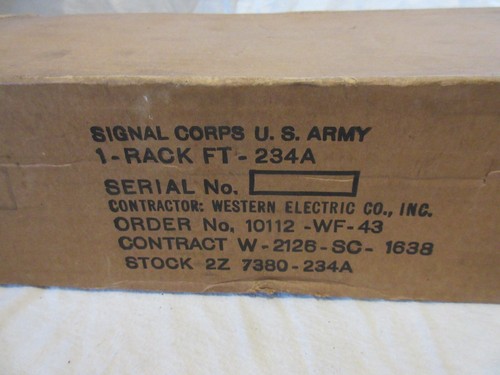 SIGNAL CORPS U. S. ARMY
1-RACK FT-234A
SERIAL No.
CONTRACTOR: WESTERN ELECTRIC CO., INC.
ORDER No. 10112-WF-43
CONTRACT W-2126-SC-1638
STOCK 2Z 7380-234A